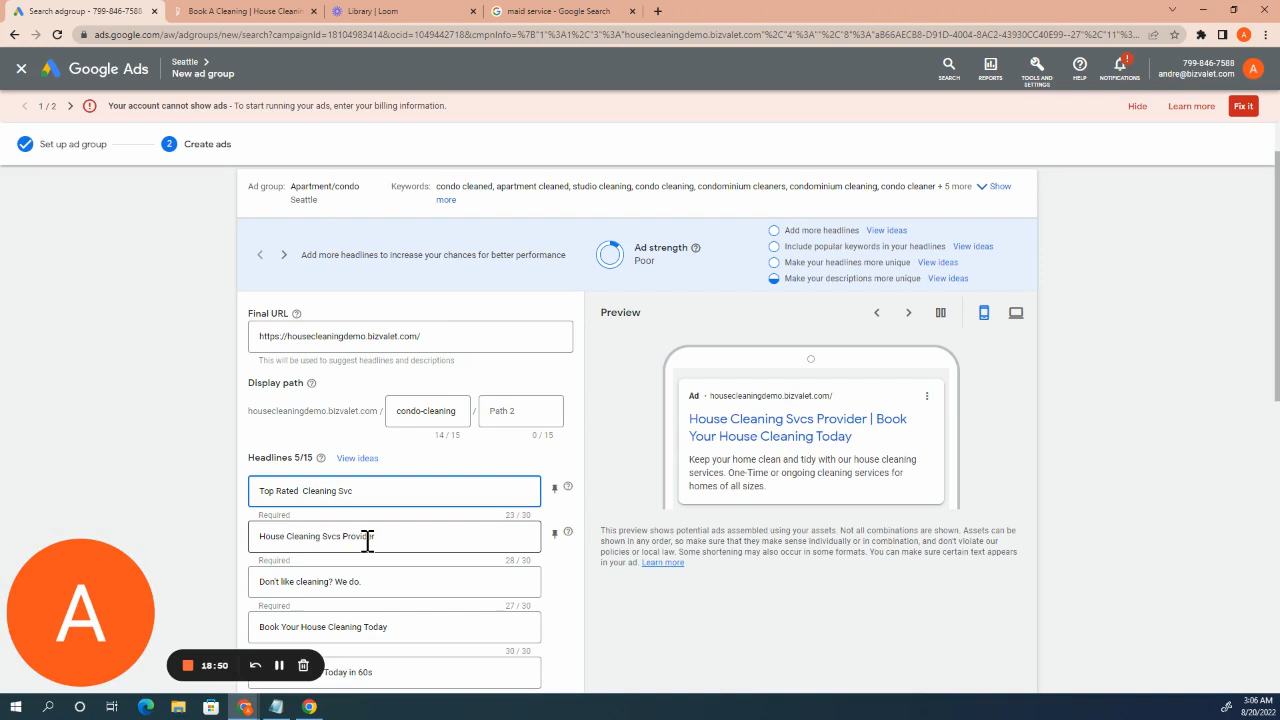 Search adgroup - 799-846-7588
Book A Cleaning | House Cleanin
Library | Loom
maid service - Google Search
Seattle
Google Ads
New ad group
SEARCH
REPORTS
TOOLS AND
SETTINGS
HELP
NOTIFICATIONS
799-846-7588
andre@bizvalet.com
A
1 / 2
Your account cannot show ads - To start running your ads, enter your billing information.
Hide
Learn more
Fix it
Set up ad group
2
Create ads
Ad group:
Apartment/condo
Seattle
Keywords:
condo cleaned, apartment cleaned, studio cleaning, condo cleaning, condominium cleaners, condominium cleaning, condo cleaner + 5 more
Show
more
Add more headlines to increase your chances for better performance
Ad strength
Poor
Add more headlines View ideas
Include popular keywords in your headlines View ideas
Make your headlines more unique View ideas
Make your descriptions more unique View ideas
Final URL
https://housecleaningdemo.bizvalet.com/
This will be used to suggest headlines and descriptions
Display path
housecleaningdemo.bizvalet.com / condo-cleaning / Path 2
14 / 15
0 / 15
Headlines 5/15 View ideas
Top Rated  Cleaning Svc
Required
23 / 30
House Cleaning Svcs Provider
Required
28 / 30
Don't like cleaning? We do.
Required
27 / 30
Book Your House Cleaning Today
30 / 30
Today in 60s
Preview
Ad · housecleaningdemo.bizvalet.com/
House Cleaning Svcs Provider | Book
Your House Cleaning Today
Keep your home clean and tidy with our house cleaning
services. One-Time or ongoing cleaning services for
homes of all sizes.
This preview shows potential ads assembled using your assets. Not all combinations are shown. Assets can be
shown in any order, so make sure that they make sense individually or in combination, and don't violate our
policies or local law. Some shortening may also occur in some formats. You can make sure certain text appears
in your ad. Learn more
A
18:50
3:06 AM
8/20/2022